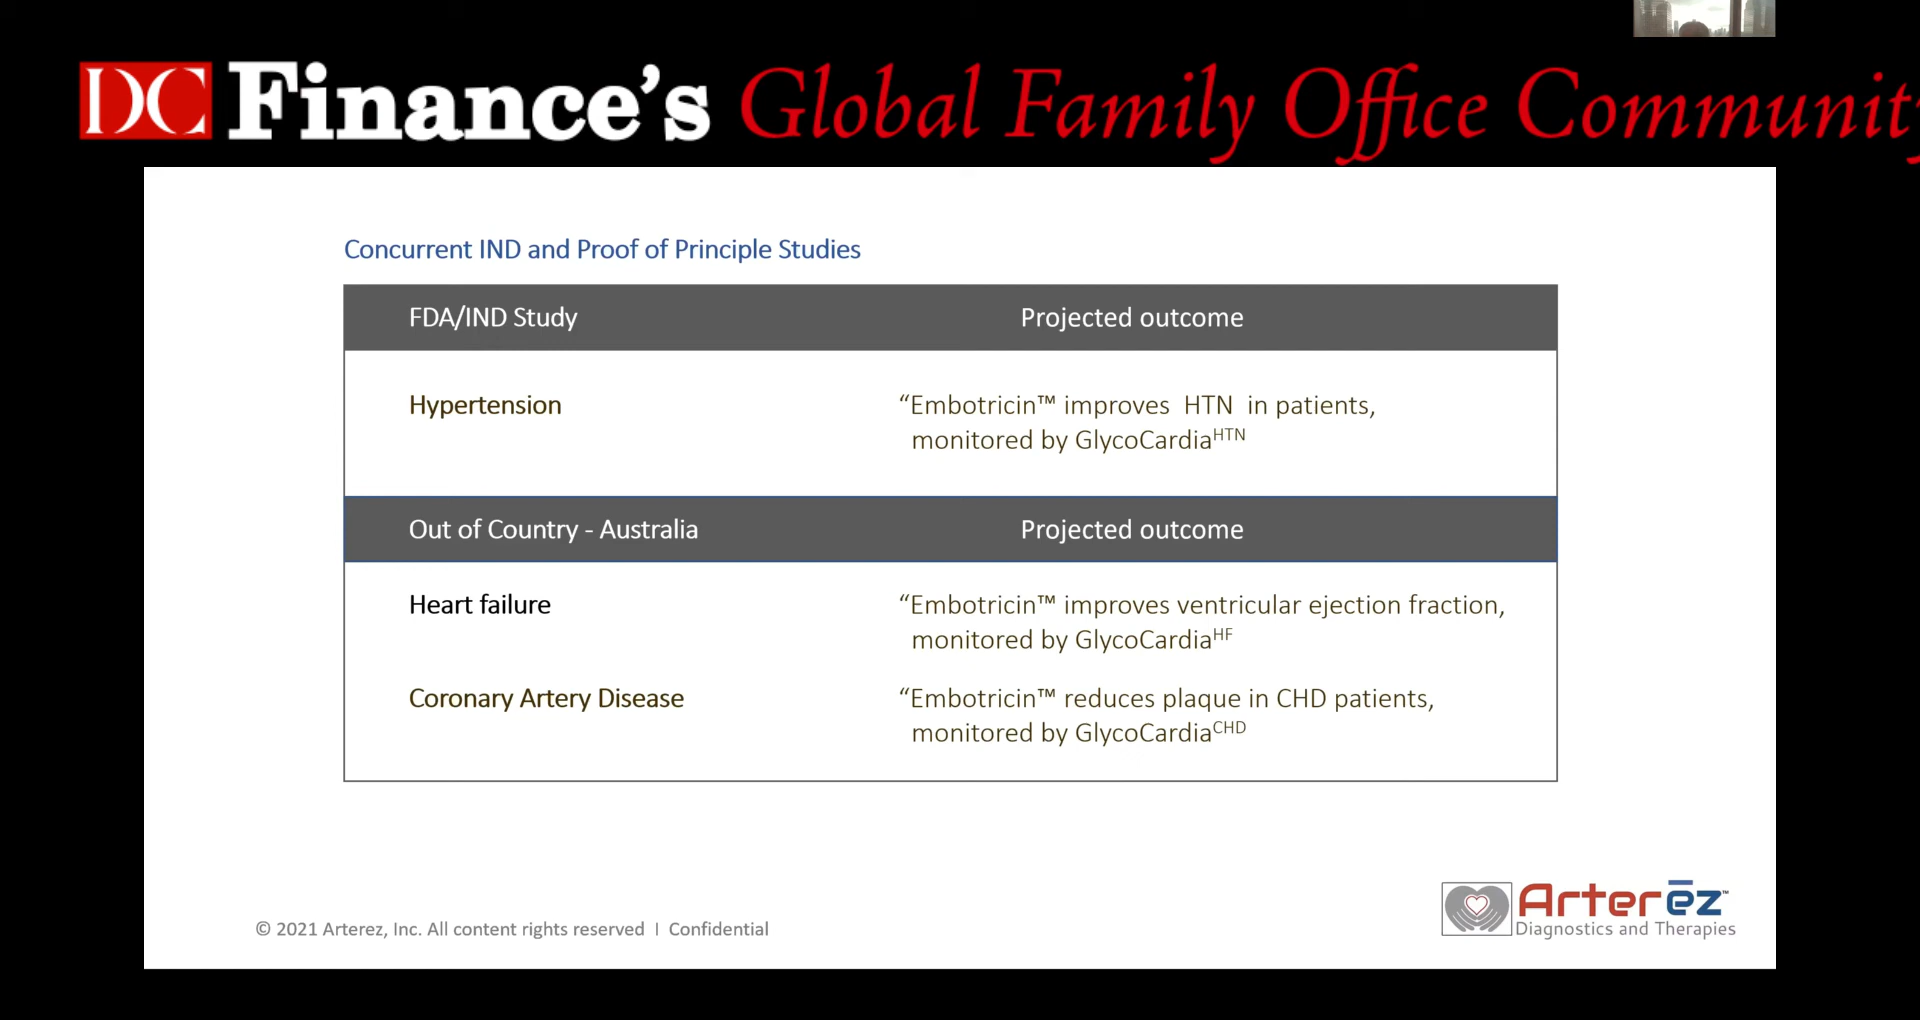 DC Finance's Global Family Office Community
Concurrent IND and Proof of Principle Studies
FDA/IND Study Projected outcome
Hypertension “Embotricin™ improves HTN in patients,
monitored by GlycoCardiaHTN
Out of Country - Australia Projected outcome
Heart failure “Embotricin™ improves ventricular ejection fraction,
monitored by GlycoCardiaHF
Coronary Artery Disease “Embotricin™ reduces plaque in CHD patients,
monitored by GlycoCardiaCHD
© 2021 Arterez, Inc. All content rights reserved | Confidential
Arterēz™
Diagnostics and Therapies